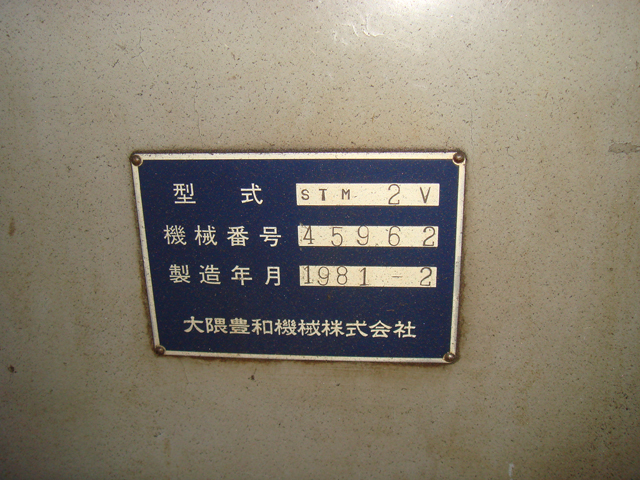 型式 STM 2V
機械番号 45962
製造年月 1981-2
大隈豊和機械株式会社